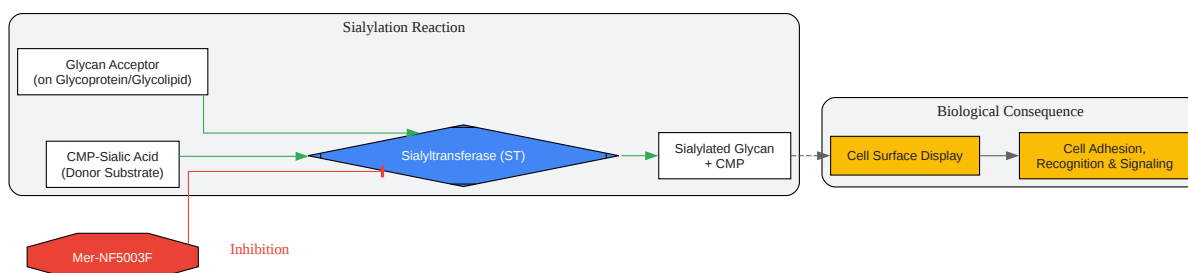 Sialylation Reaction
Glycan Acceptor
(on Glycoprotein/Glycolipid)
CMP-Sialic Acid
(Donor Substrate)
Sialyltransferase (ST)
Sialylated Glycan
+ CMP
Biological Consequence
Cell Surface Display
Cell Adhesion,
Recognition & Signaling
Mer-NF5003F
Inhibition